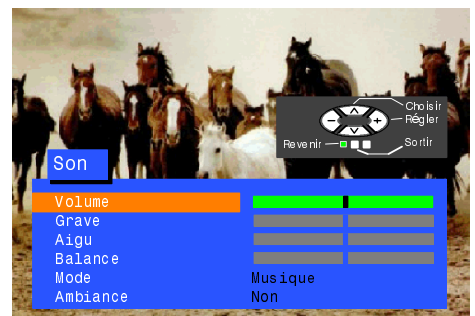 Choisir
Régler
Revenir
Sortir
Son
Volume
Grave
Aigu
Balance
Mode Musique
Ambiance Non